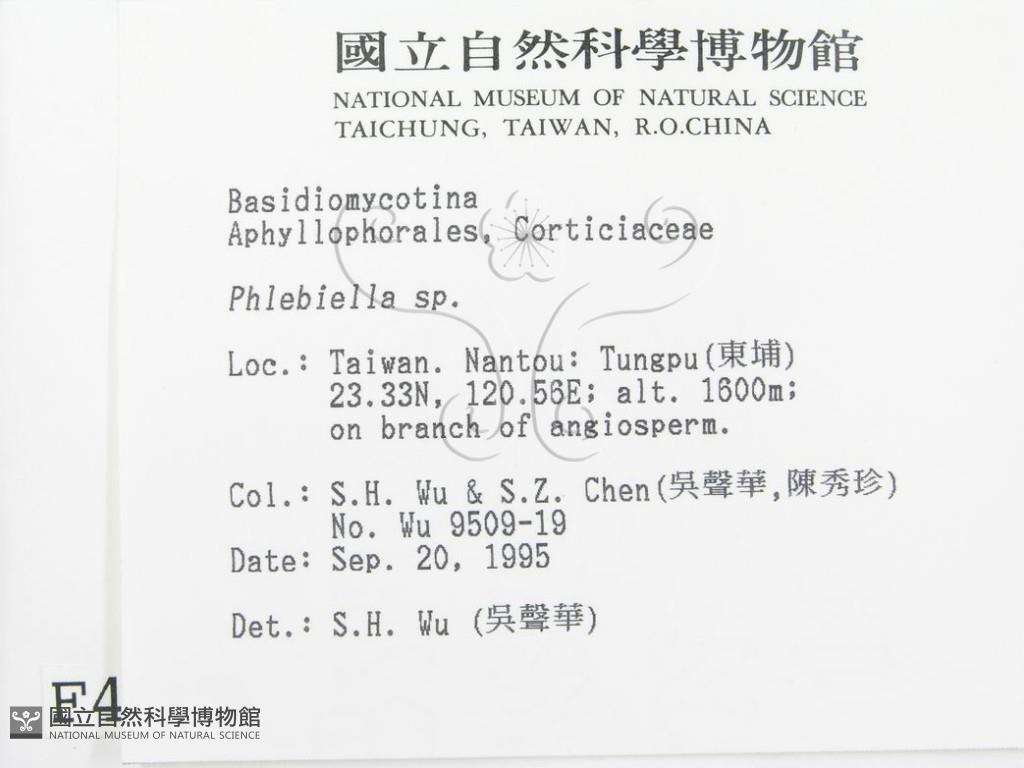 國立自然科學博物館
NATIONAL MUSEUM OF NATURAL SCIENCE
TAICHUNG, TAIWAN, R.O.CHINA
Basidiomycotina
Aphyllophorales, Corticiaceae
Phlebiella sp.
Loc.: Taiwan. Nantou: Tungpu(東埔)
23.33N, 120.56E; alt. 1600m;
on branch of angiosperm.
Col.: S.H. Wu & S.Z. Chen(吳聲華,陳秀珍)
No. Wu 9509-19
Date: Sep. 20, 1995
Det.: S.H. Wu (吳聲華)
國立自然科學博物館
NATIONAL MUSEUM OF NATURAL SCIENCE